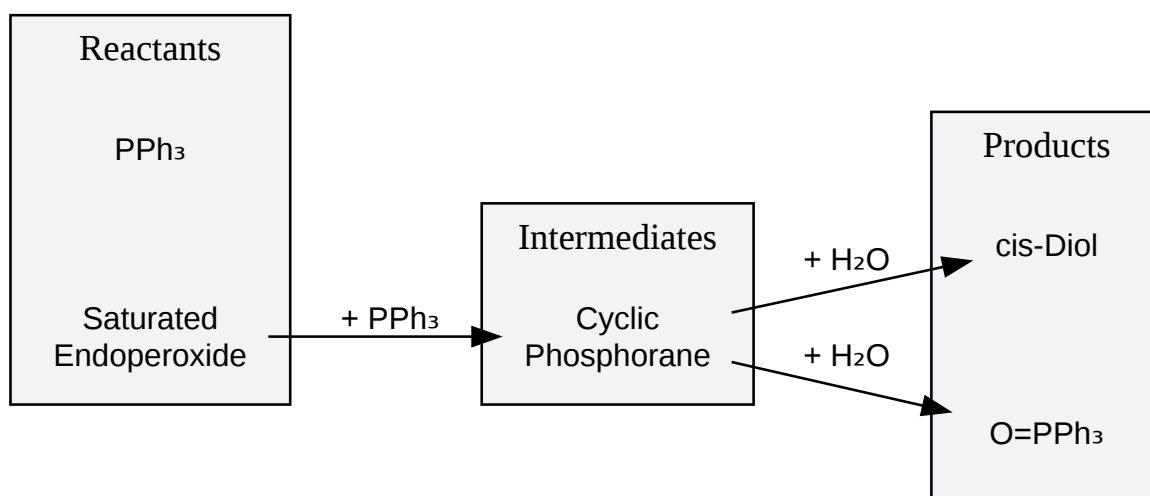 Reactants
PPh₃
Saturated
Endoperoxide
+ PPh₃
Intermediates
Cyclic
Phosphorane
+ H₂O
+ H₂O
Products
cis-Diol
O=PPh₃